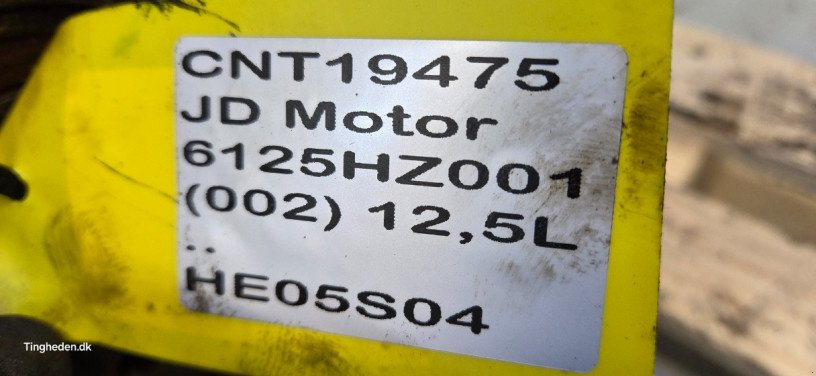 CNT19475
JD Motor
6125HZ001
(002) 12,5L
..
HE05S04
Tingheden.dk